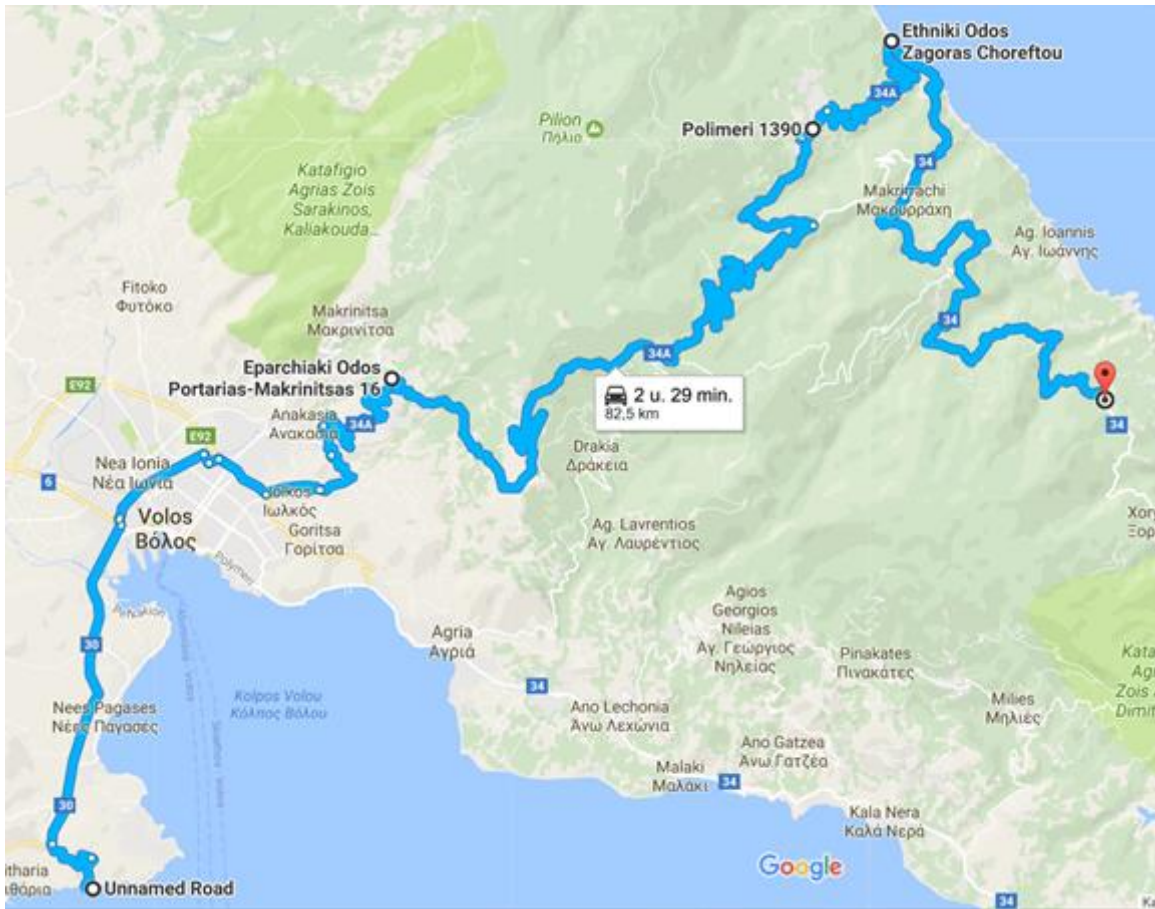 Ethniki Odos
Zagoras Choreftou
34A
Pilion
Πήλιο
Polimeri 1390
Katafigio
Agrias Zois
Sarakinos,
Kaliakouda...
34
Makrirrachi
Μακρυρράχη
Ag. Ioannis
Αγ. Ιωάννης
Fitoko
Φυτόκο
Makrinitsa
Μακρινίτσα
34
34A
Eparchiaki Odos
Portarias-Makrinitsas 16
E92
2 u. 29 min.
82,5 km
Anakasia
Ανακασιά
34A
34
E92
Drakia
Δράκεια
Nea Ionia
Νέα Ιωνία
6
Iolkos
Ιωλκός
Volos
Βόλος
Goritsa
Γορίτσα
Ag. Lavrentios
Αγ. Λαυρέντιος
Agios
Georgios
Nileias
Αγ. Γεώργιος
Νηλείας
Agria
Αγριά
30
Pinakates
Πινακάτες
34
Kolpos Volou
Κόλπος Βόλου
Nees Pagases
Νέες Παγασές
Ano Lechonia
Άνω Λεχώνια
Milies
Μηλιές
Ano Gatzea
Άνω Γατζέα
Malaki
Μαλάκι
34
30
Kala Nera
Καλά Νερά
Google
Unnamed Road
34